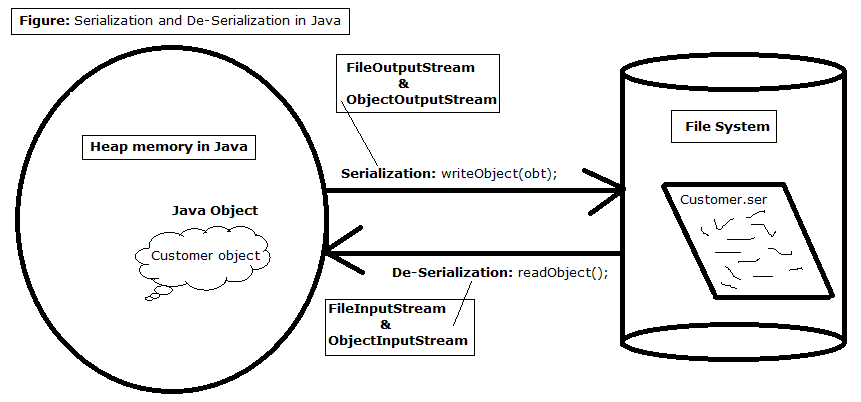 Figure: Serialization and De-Serialization in Java
FileOutputStream
&
ObjectOutputStream
File System
Heap memory in Java
Serialization: writeObject(obt);
Customer.ser
Java Object
Customer object
De-Serialization: readObject();
FileInputStream
&
ObjectInputStream